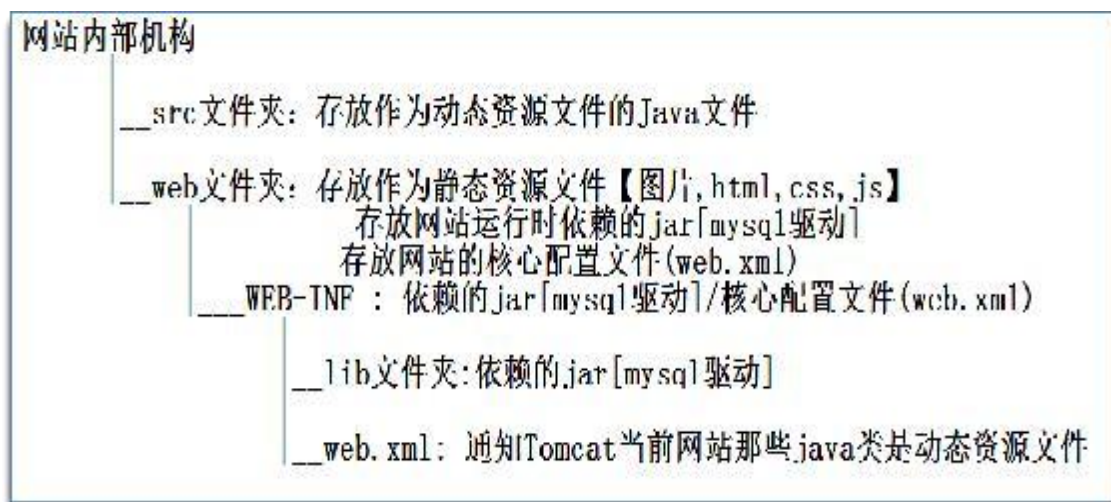 网站内部机构
__src文件夹: 存放作为动态资源文件的Java文件
__web文件夹: 存放作为静态资源文件【图片,html,css,js】
存放网站运行时依赖的jar[mysql驱动]
存放网站的核心配置文件(web.xml)
___WEB-INF : 依赖的jar[mysql驱动]/核心配置文件(web.xml)
__lib文件夹:依赖的jar[mysql驱动]
__web.xml: 通知Tomcat当前网站那些java类是动态资源文件